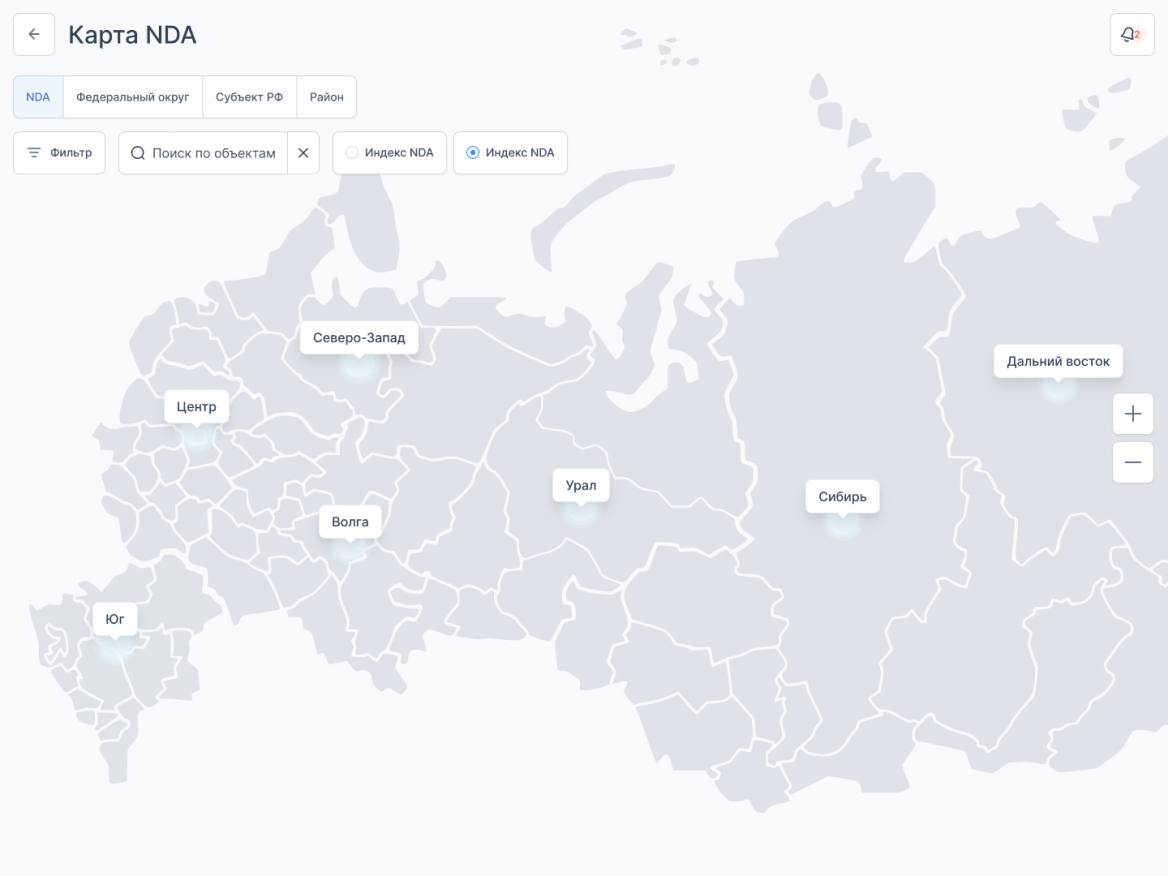 Карта NDA
2
NDA
Федеральный округ
Субъект РФ
Район
Фильтр
Поиск по объектам
Индекс NDA
Индекс NDA
Северо-Запад
Дальний восток
Центр
Урал
Сибирь
Волга
Юг